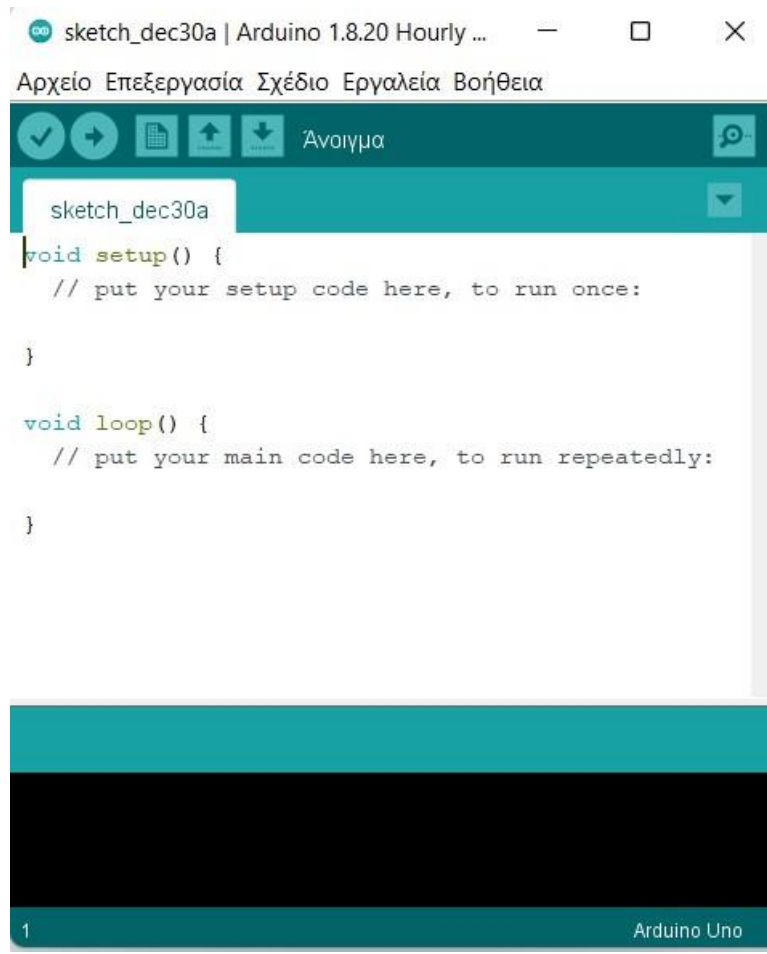 sketch_dec30a | Arduino 1.8.20 Hourly ...
Αρχείο Επεξεργασία Σχέδιο Εργαλεία Βοήθεια
Άνοιγμα
sketch_dec30a
void setup() {
  // put your setup code here, to run once:
}
void loop() {
  // put your main code here, to run repeatedly:
}
1 Arduino Uno